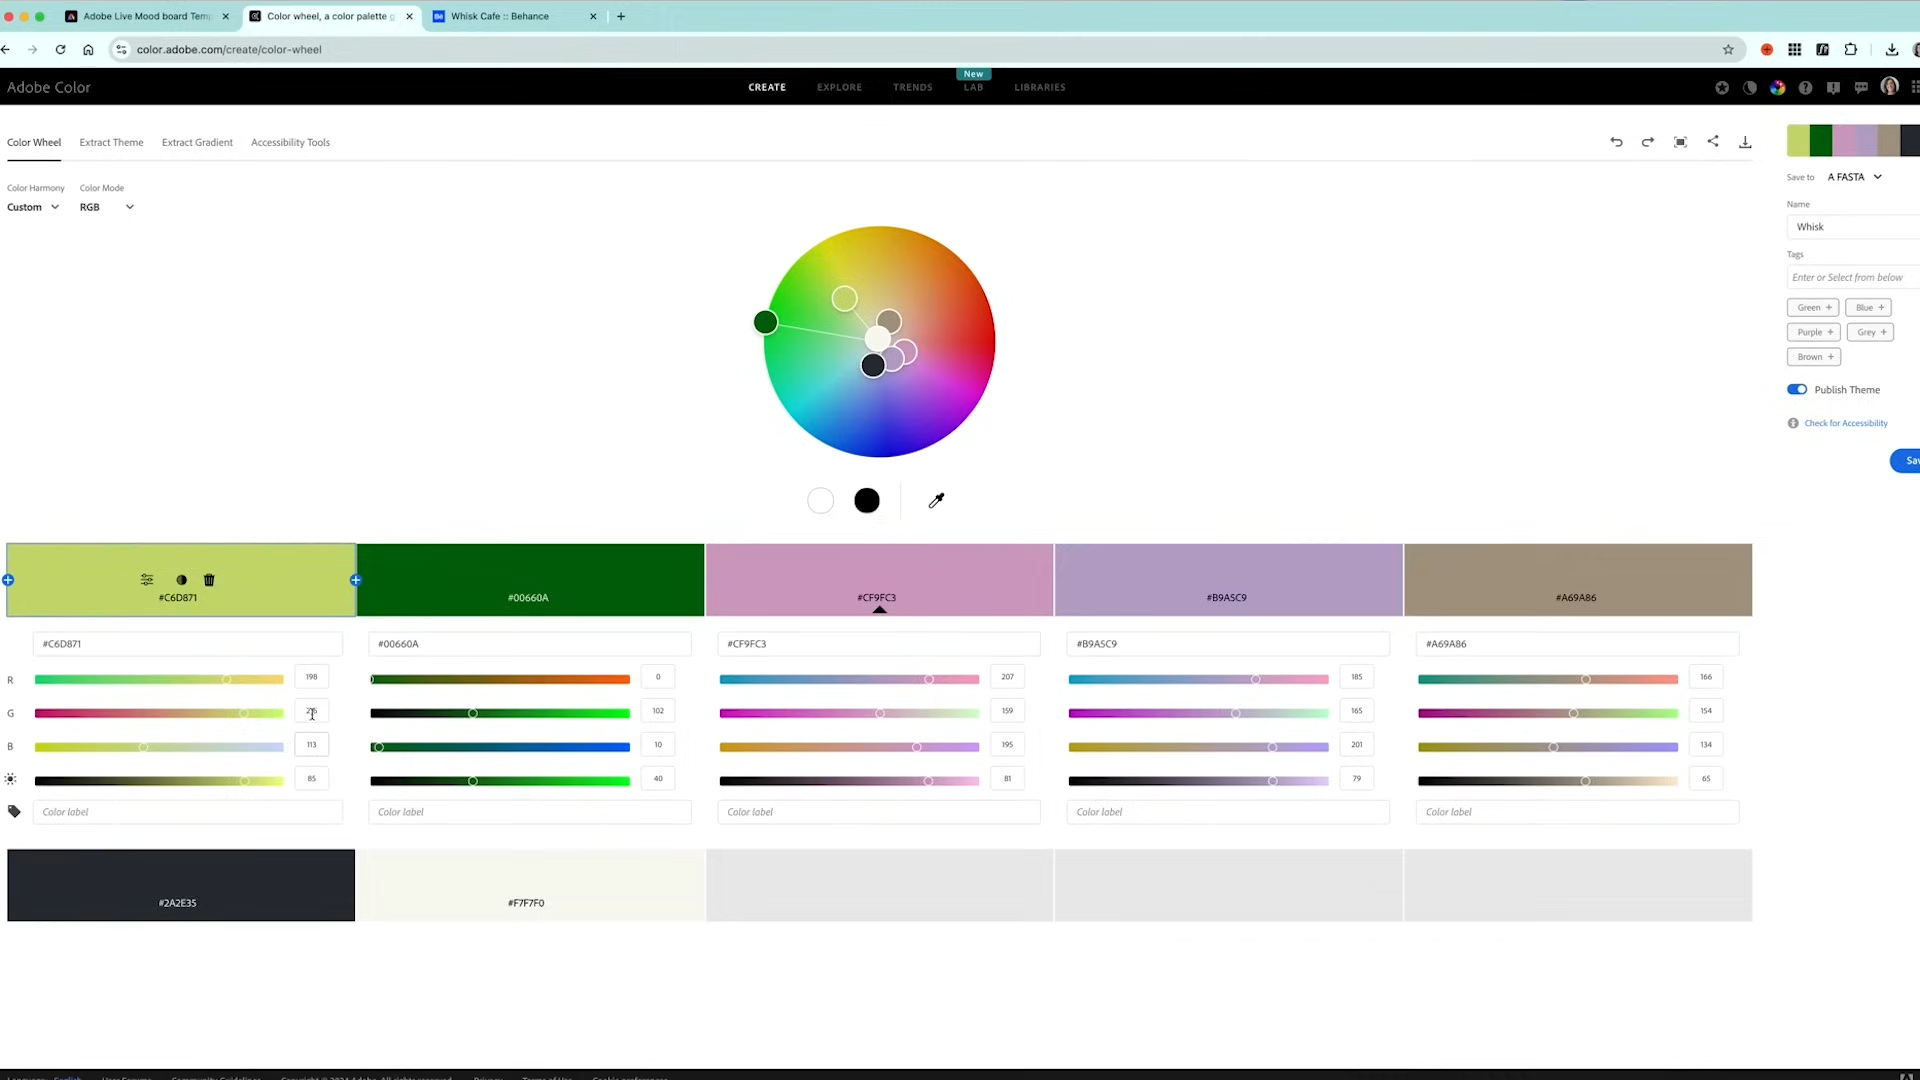 Adobe Live Mood board Temp
Color wheel, a color palette g
Whisk Cafe :: Behance
color.adobe.com/create/color-wheel
New
Adobe Color
CREATE
EXPLORE
TRENDS
LAB
LIBRARIES
Color Wheel
Extract Theme
Extract Gradient
Accessibility Tools
Color Harmony
Color Mode
Custom
RGB
Save to
A FASTA
Name
Whisk
Tags
Enter or Select from below
Green +
Blue +
Purple +
Grey +
Brown +
Publish Theme
Check for Accessibility
Sav
#C6D871
#00660A
#CF9FC3
#B9A5C9
#A69A86
#C6D871
#00660A
#CF9FC3
#B9A5C9
#A69A86
R
198
0
207
185
166
G
102
159
165
154
B
113
10
195
201
134
85
40
81
79
65
Color label
Color label
Color label
Color label
Color label
#2A2E35
#F7F7F0